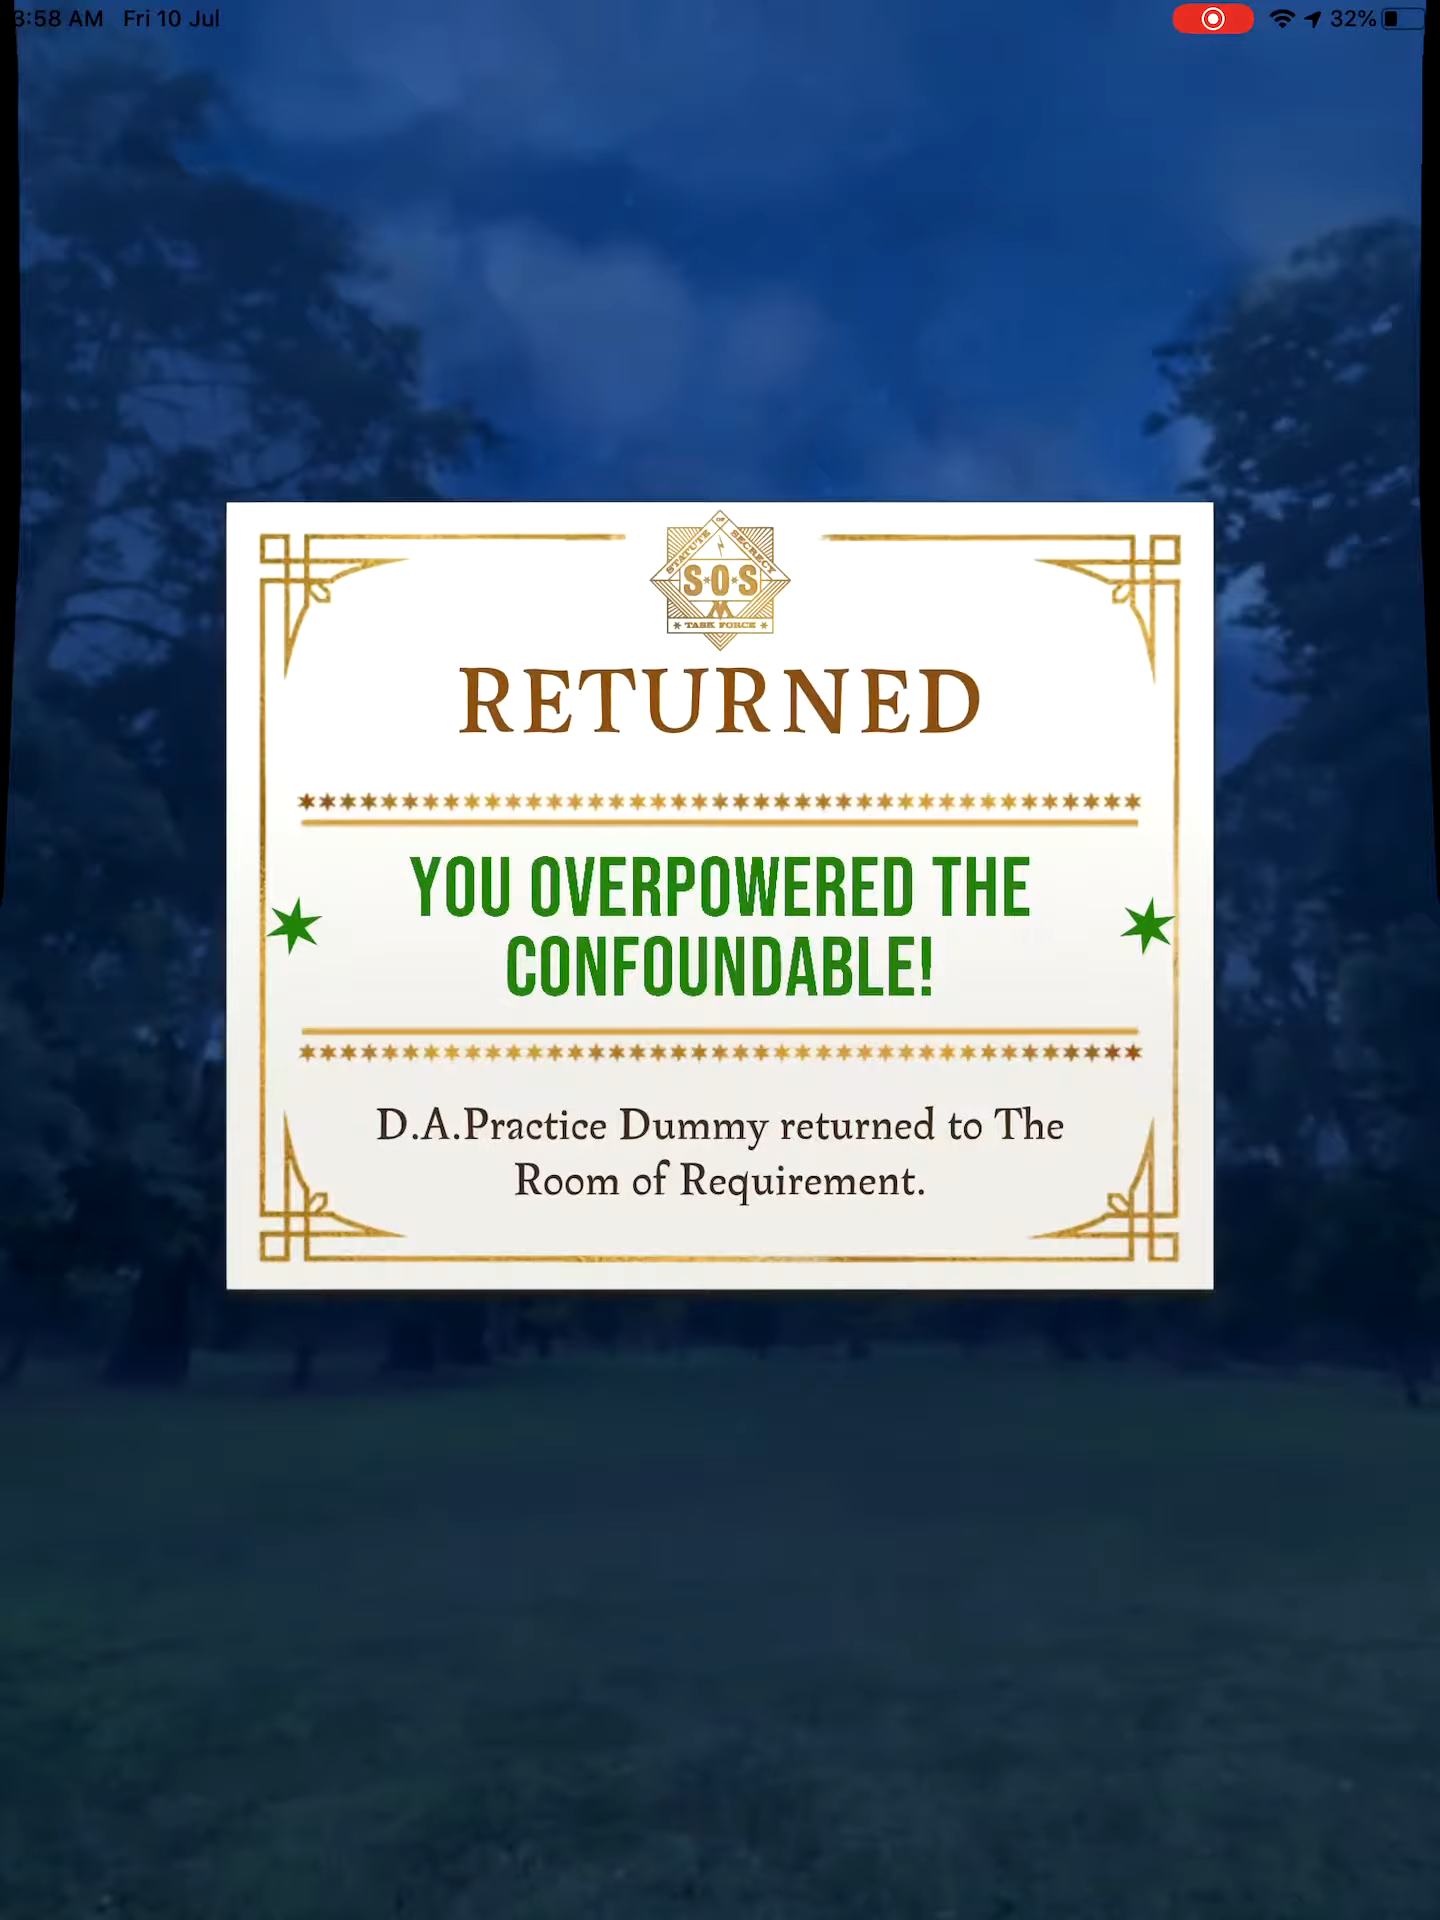 3:58 AM Fri 10 Jul
32%
OF
STATUTE SECRECY
S*O*S
M
* TASK FORCE *
RETURNED
YOU OVERPOWERED THE
CONFOUNDABLE!
D.A.Practice Dummy returned to The
Room of Requirement.